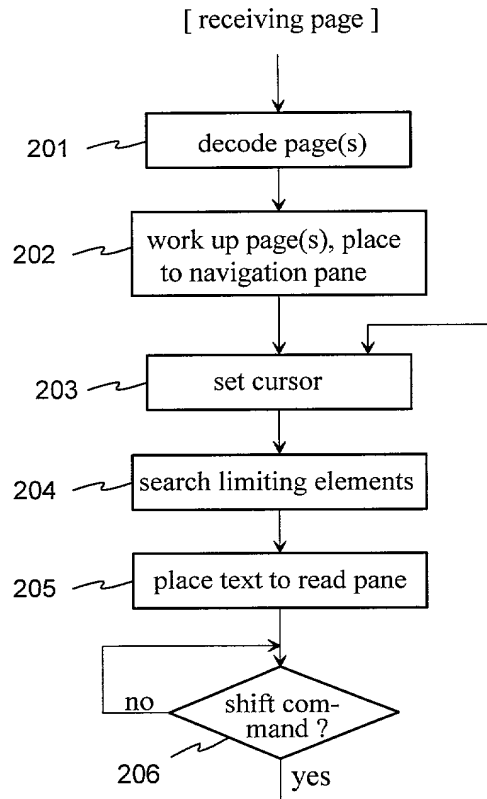 [ receiving page ]
201
decode page(s)
202
work up page(s), place
to navigation pane
203
set cursor
204
search limiting elements
205
place text to read pane
no
shift com-
mand ?
206
yes